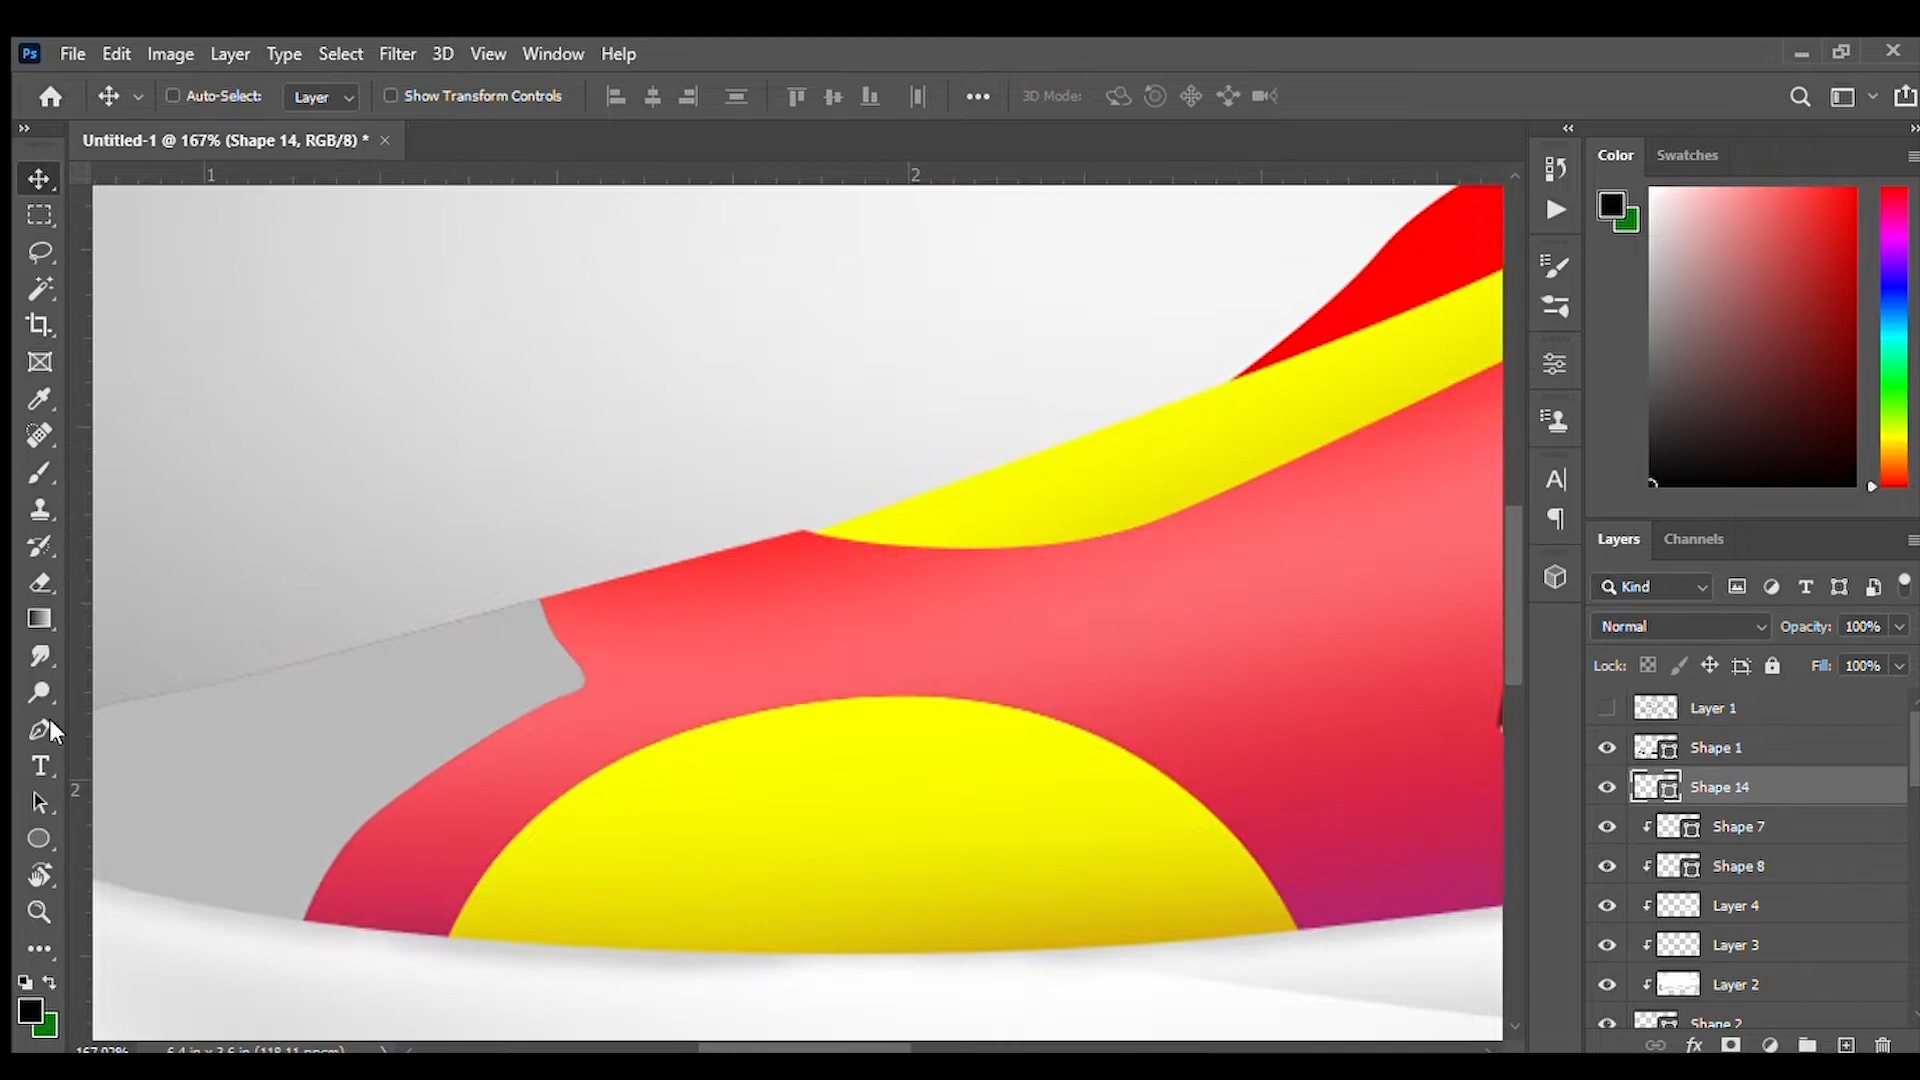 Ps File Edit Image Layer Type Select Filter 3D View Window Help
Auto-Select: Layer Show Transform Controls 3D Mode:
Untitled-1 @ 167% (Shape 14, RGB/8) *
1 2
2
Color Swatches
Layers Channels
Kind
Normal Opacity: 100%
Lock: Fill: 100%
Layer 1
Shape 1
Shape 14
Shape 7
Shape 8
Layer 4
Layer 3
Layer 2
Shape 2
fx